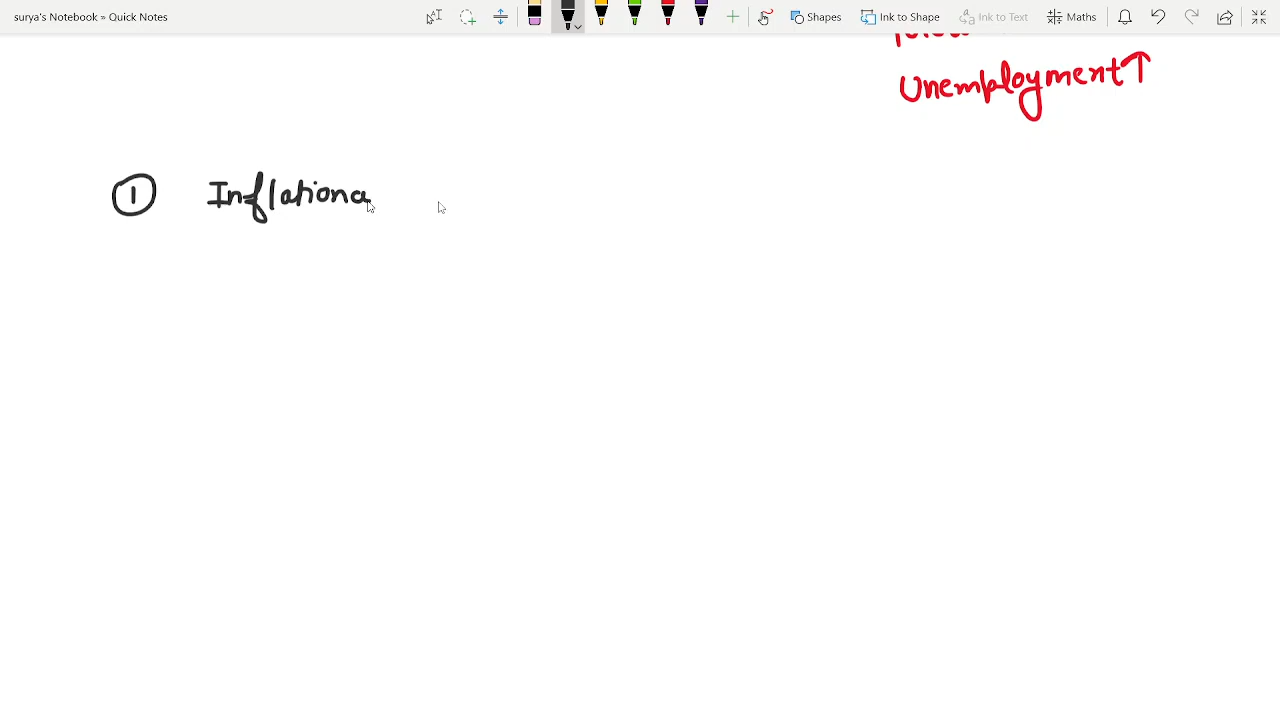 surya's Notebook » Quick Notes
Shapes
Ink to Shape
Ink to Text
Maths
Unemployment↑
① Inflationa